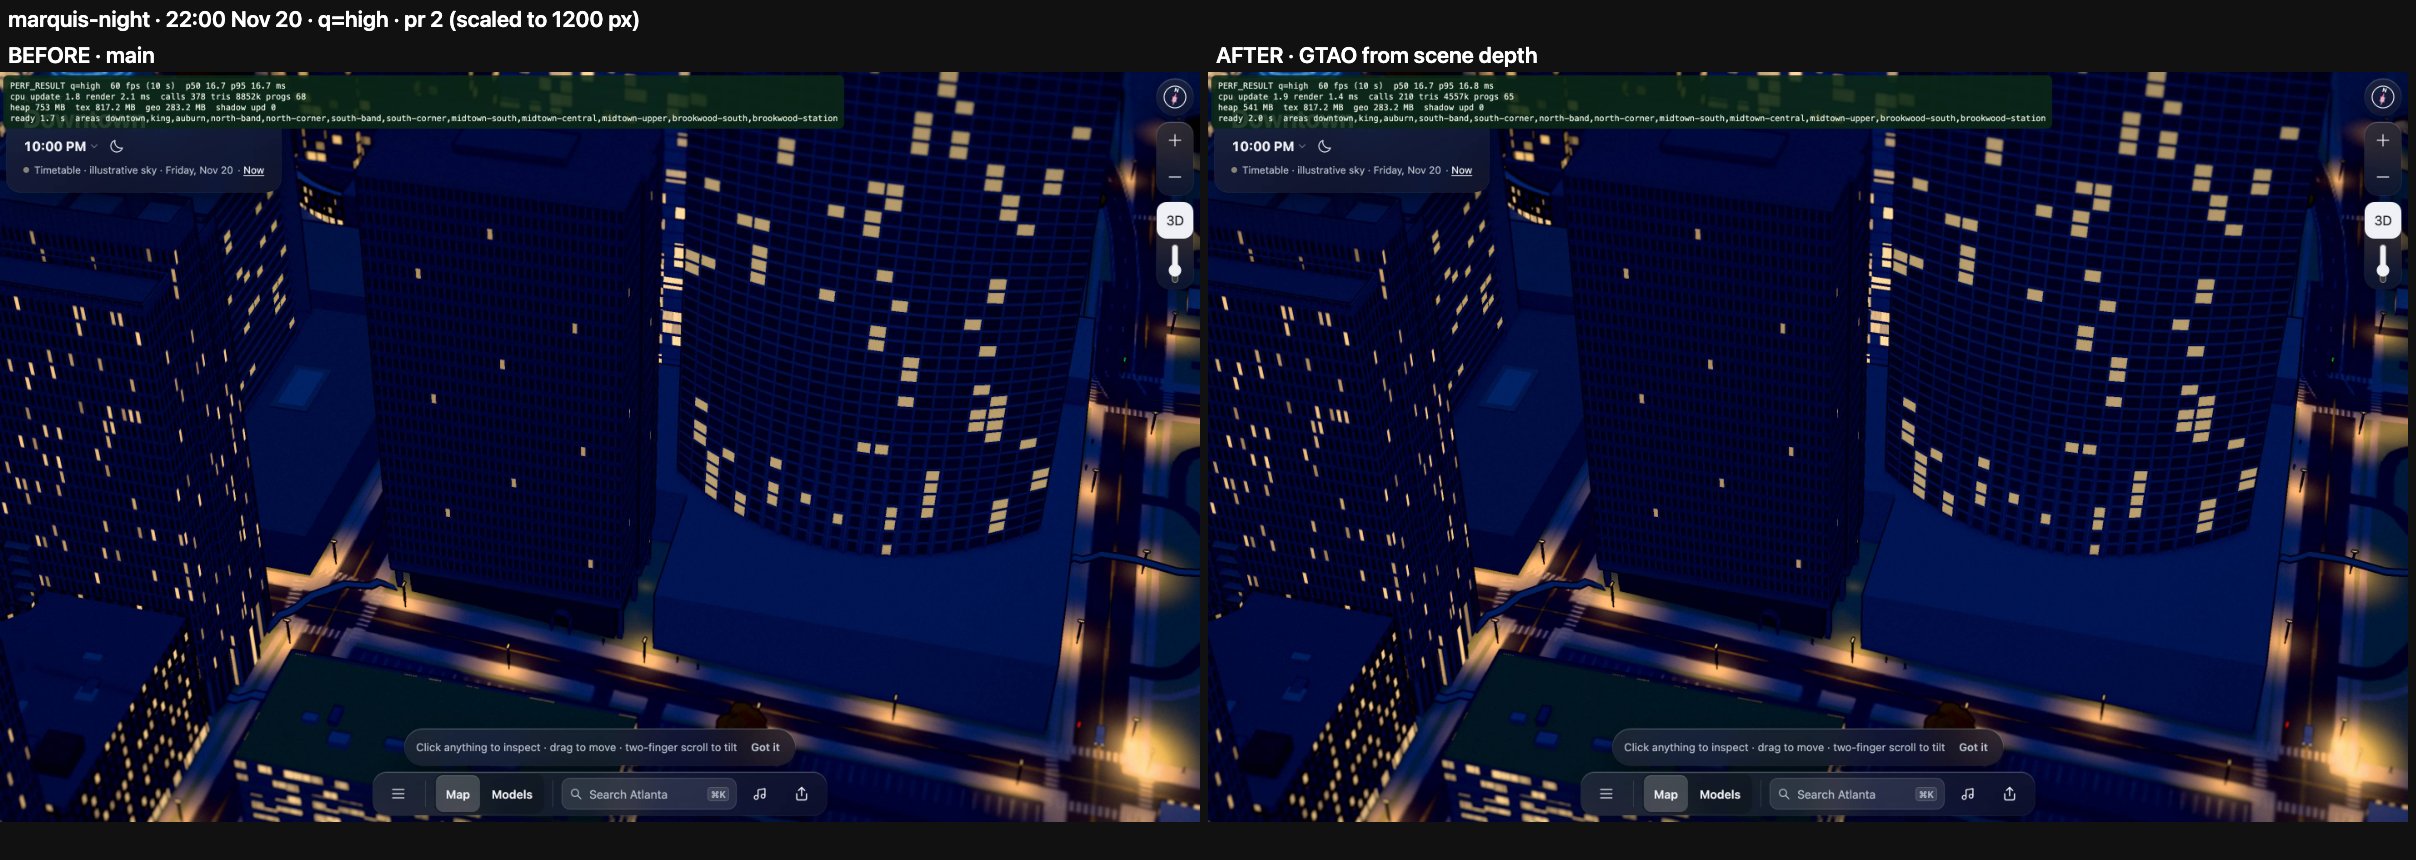 marquis-night · 22:00 Nov 20 · q=high · pr 2 (scaled to 1200 px)
BEFORE · main
PERF_RESULT q=high 60 fps (10 s) p50 16.7 p95 16.7 ms
cpu update 1.8 render 2.1 ms calls 378 tris 8852k progs 68
heap 753 MB tex 817.2 MB geo 283.2 MB shadow upd 0
ready 1.7 s areas downtown,king,auburn,north-band,north-corner,south-band,south-corner,midtown-south,midtown-central,midtown-upper,brookwood-south,brookwood-station
10:00 PM
Timetable · illustrative sky · Friday, Nov 20 · Now
N
+
−
3D
Click anything to inspect · drag to move · two-finger scroll to tilt Got it
Map Models Search Atlanta ⌘K
AFTER · GTAO from scene depth
PERF_RESULT q=high 60 fps (10 s) p50 16.7 p95 16.8 ms
cpu update 1.9 render 1.4 ms calls 210 tris 4557k progs 65
heap 541 MB tex 817.2 MB geo 283.2 MB shadow upd 0
ready 2.0 s areas downtown,king,auburn,south-band,south-corner,north-band,north-corner,midtown-south,midtown-central,midtown-upper,brookwood-south,brookwood-station
10:00 PM
Timetable · illustrative sky · Friday, Nov 20 · Now
N
+
−
3D
Click anything to inspect · drag to move · two-finger scroll to tilt Got it
Map Models Search Atlanta ⌘K